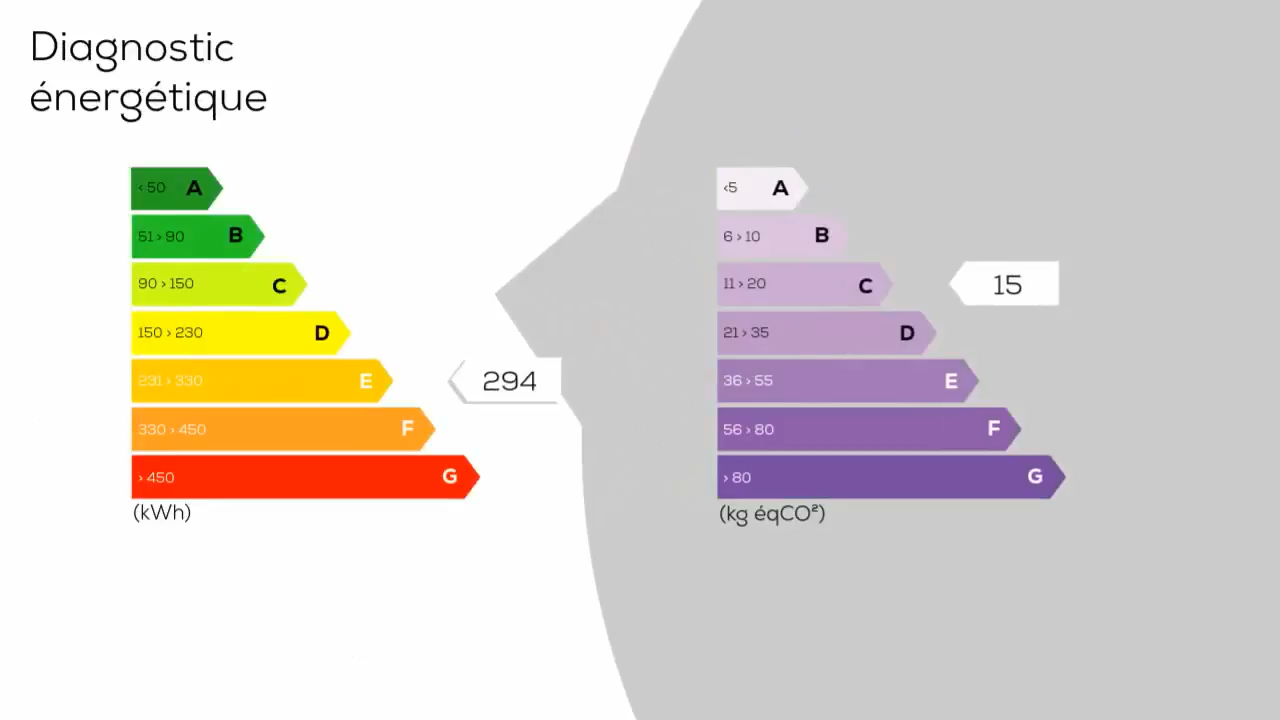 Diagnostic
énergétique
< 50 A
51 > 90 B
90 > 150 C
150 > 230 D
231 > 330 E
294
330 > 450 F
> 450 G
(kWh)
<5 A
6 > 10 B
11 > 20 C
15
21 > 35 D
36 > 55 E
56 > 80 F
> 80 G
(kg éqCO²)